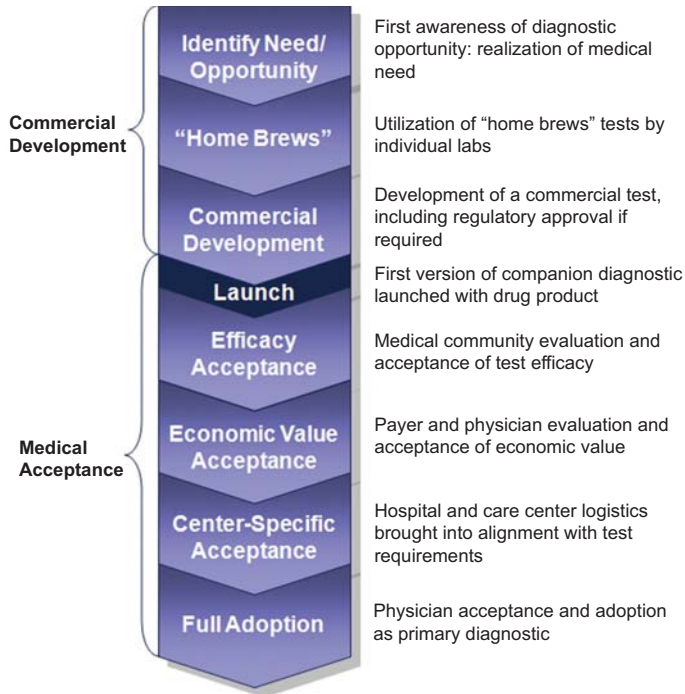 Identify Need/
Opportunity
First awareness of diagnostic
opportunity: realization of medical
need
Commercial
Development
“Home Brews”
Utilization of “home brews” tests by
individual labs
Commercial
Development
Development of a commercial test,
including regulatory approval if
required
Launch
First version of companion diagnostic
launched with drug product
Efficacy
Acceptance
Medical community evaluation and
acceptance of test efficacy
Medical
Acceptance
Economic Value
Acceptance
Payer and physician evaluation and
acceptance of economic value
Center-Specific
Acceptance
Hospital and care center logistics
brought into alignment with test
requirements
Full Adoption
Physician acceptance and adoption
as primary diagnostic